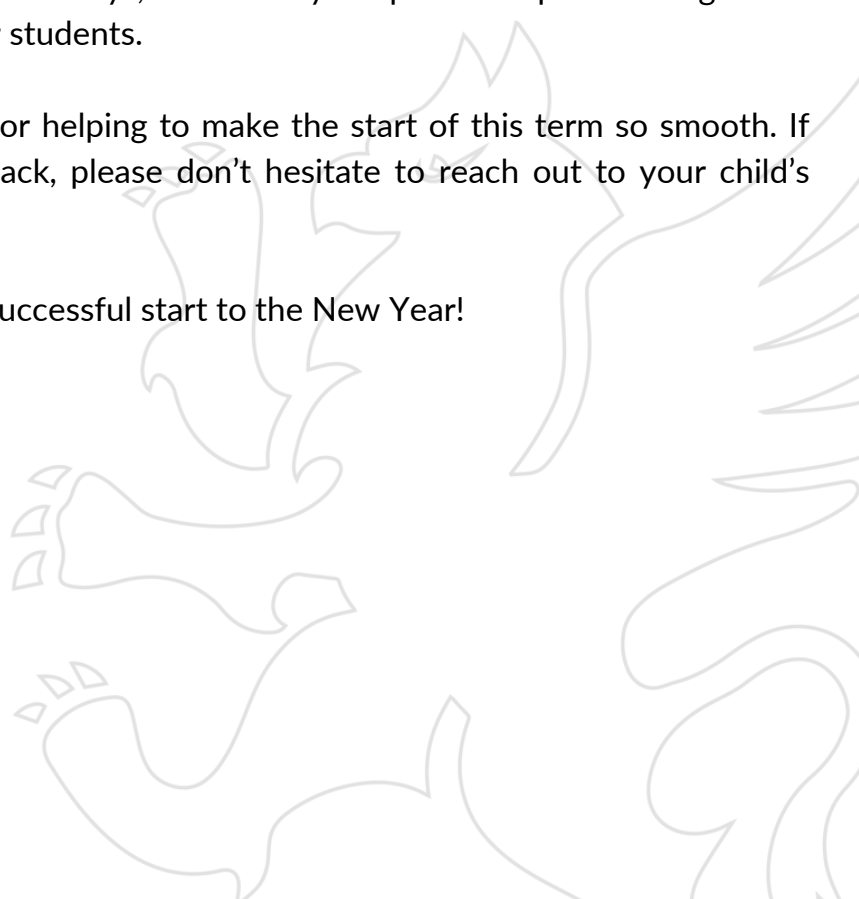 students.
or helping to make the start of this term so smooth. If
ack, please don’t hesitate to reach out to your child’s
uccessful start to the New Year!